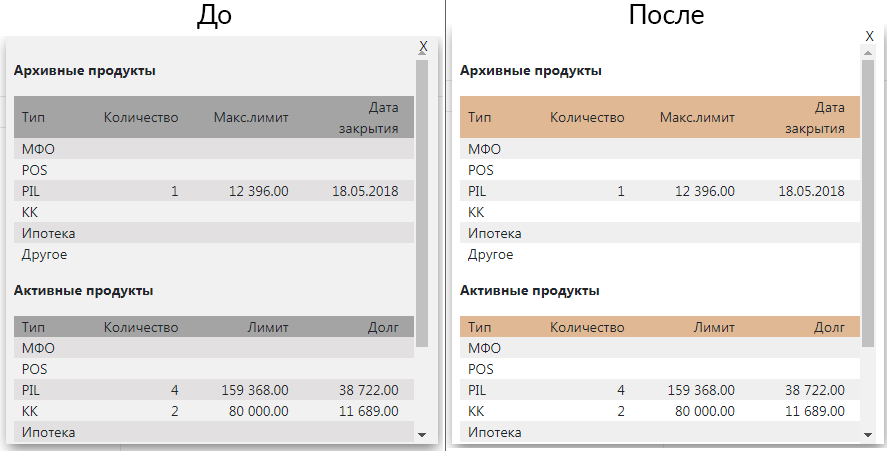 До
X
Архивные продукты
Тип Количество Макс.лимит Дата закрытия
МФО
POS
PIL 1 12 396.00 18.05.2018
КК
Ипотека
Другое
Активные продукты
Тип Количество Лимит Долг
МФО
POS
PIL 4 159 368.00 38 722.00
КК 2 80 000.00 11 689.00
Ипотека
После
X
Архивные продукты
Тип Количество Макс.лимит Дата закрытия
МФО
POS
PIL 1 12 396.00 18.05.2018
КК
Ипотека
Другое
Активные продукты
Тип Количество Лимит Долг
МФО
POS
PIL 4 159 368.00 38 722.00
КК 2 80 000.00 11 689.00
Ипотека